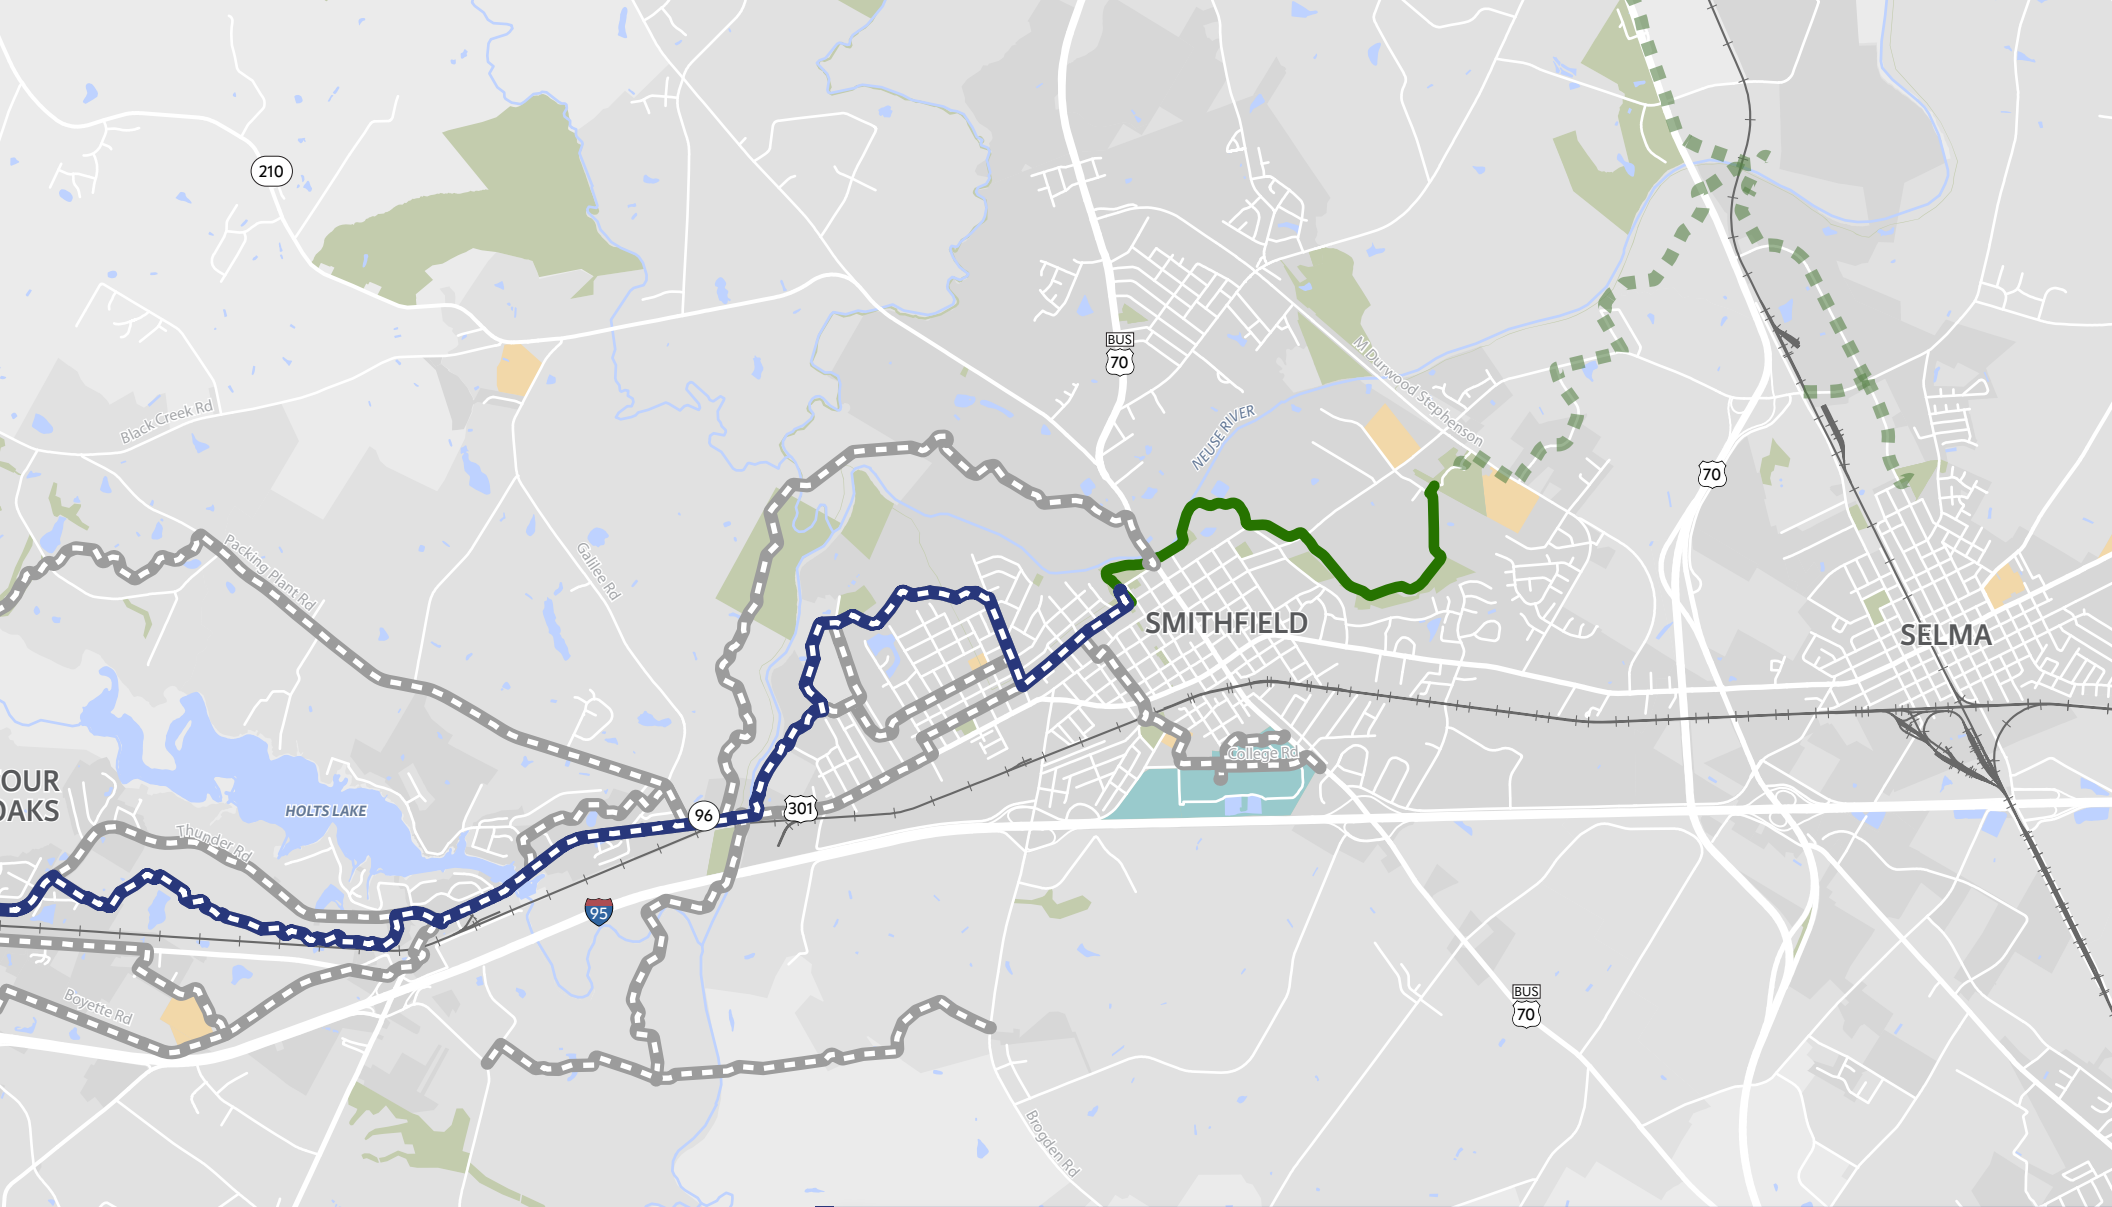 210
BUS
70
M Durwood Stephenson
Black Creek Rd
NEUSE RIVER
70
Packing Plant Rd
Galilee Rd
SMITHFIELD
SELMA
College Rd
OUR
OAKS
HOLTS LAKE
96
301
Thunder Rd
95
Boyette Rd
BUS
70
Brogden Rd